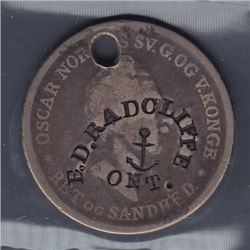 OSCAR NOR SV. G. OG V. KONGE
RET OG SANDHED.
E.D. RADCLIFFE
ONT.